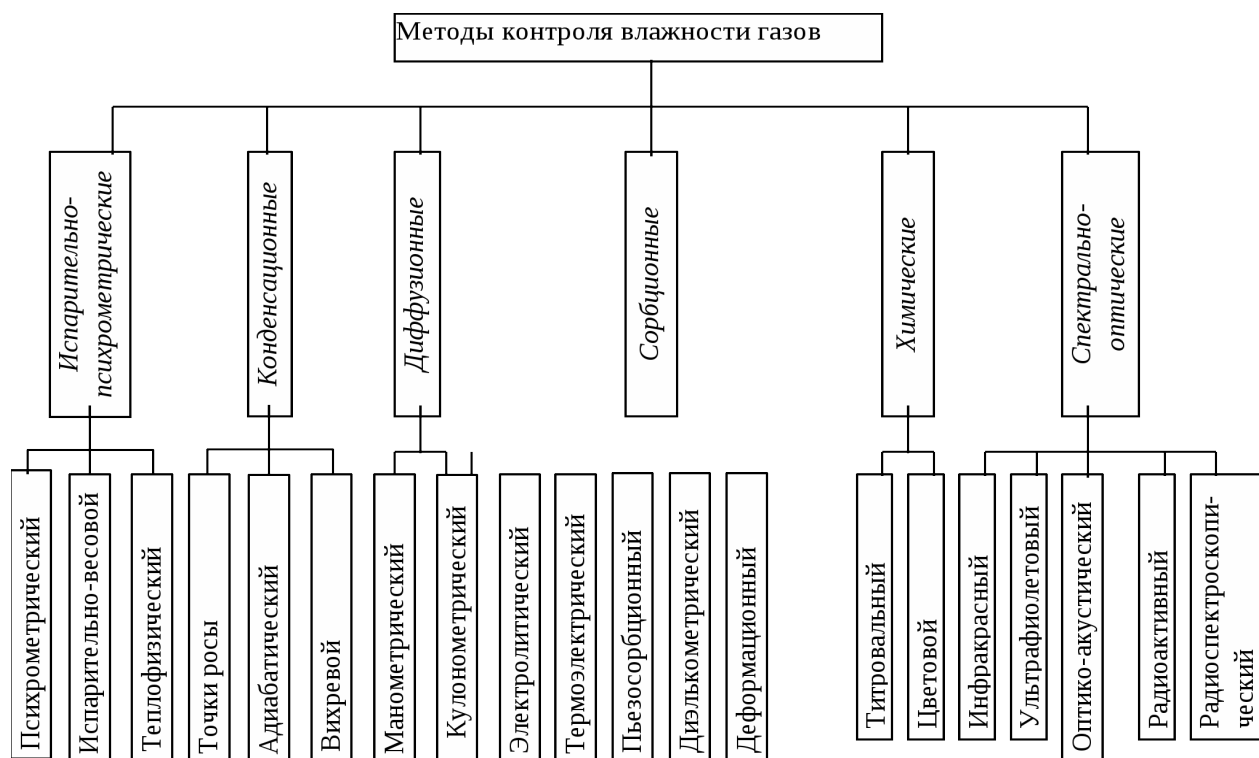 Методы контроля влажности газов
Испарительно-
психрометрические
Конденсационные
Диффузионные
Сорбционные
Химические
Спектрально-
оптические
Психрометрический
Испарительно-весовой
Теплофизический
Точки росы
Адиабатический
Вихревой
Манометрический
Кулонометрический
Электролитический
Термоэлектрический
Пьезосорбционный
Диэлькометрический
Деформационный
Титровальный
Цветовой
Инфракрасный
Ультрафиолетовый
Оптико-акустический
Радиоактивный
Радиоспектроскопи-
ческий